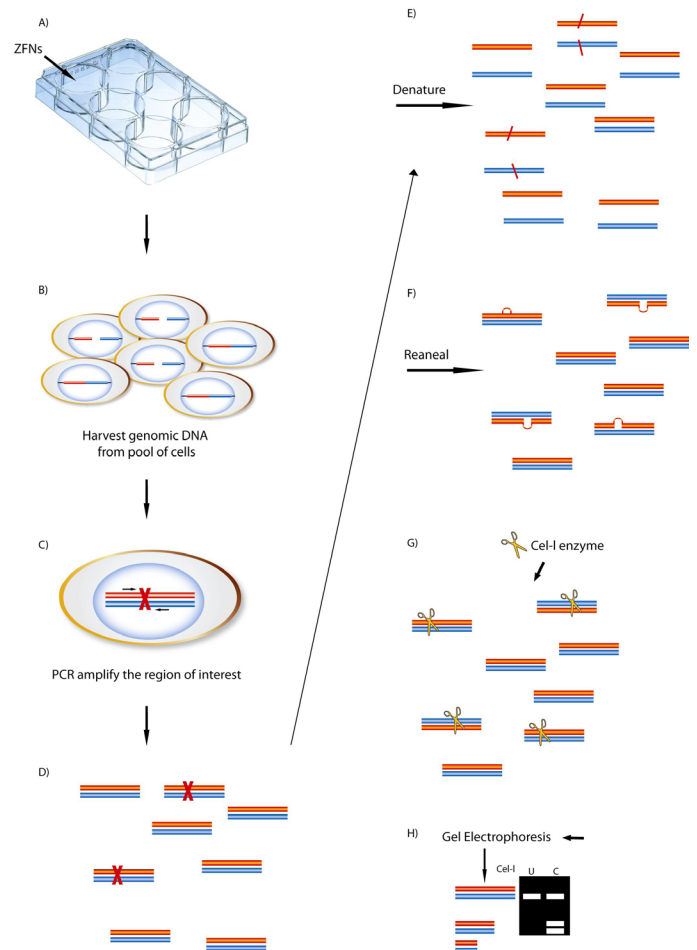 A)
ZFNs
B)
Harvest genomic DNA
from pool of cells
C)
PCR amplify the region of interest
D)
E)
Denature
F)
Reaneal
G)
Cel-I enzyme
H)
Gel Electrophoresis
Cel-I
U C